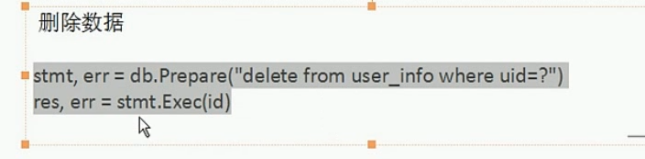 删除数据
stmt, err = db.Prepare("delete from user_info where uid=?")
res, err = stmt.Exec(id)